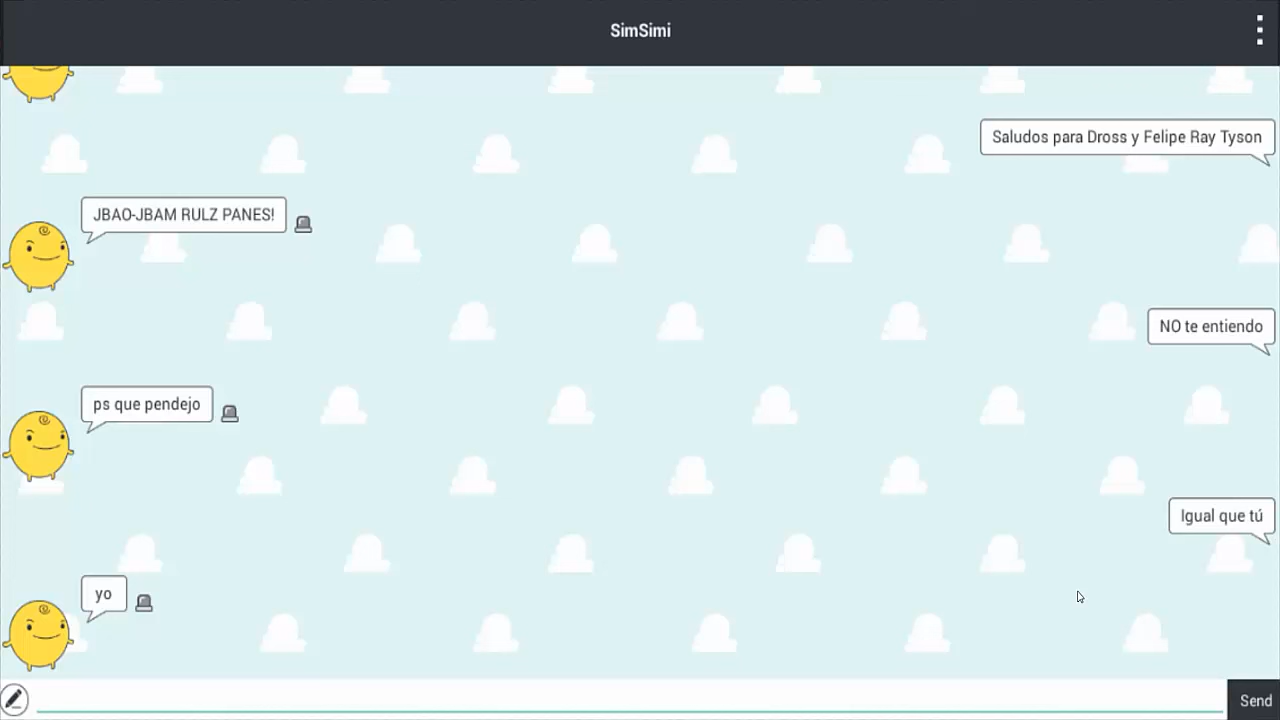 SimSimi
Saludos para Dross y Felipe Ray Tyson
JBAO-JBAM RULZ PANES!
NO te entiendo
ps que pendejo
Igual que tú
yo
Send